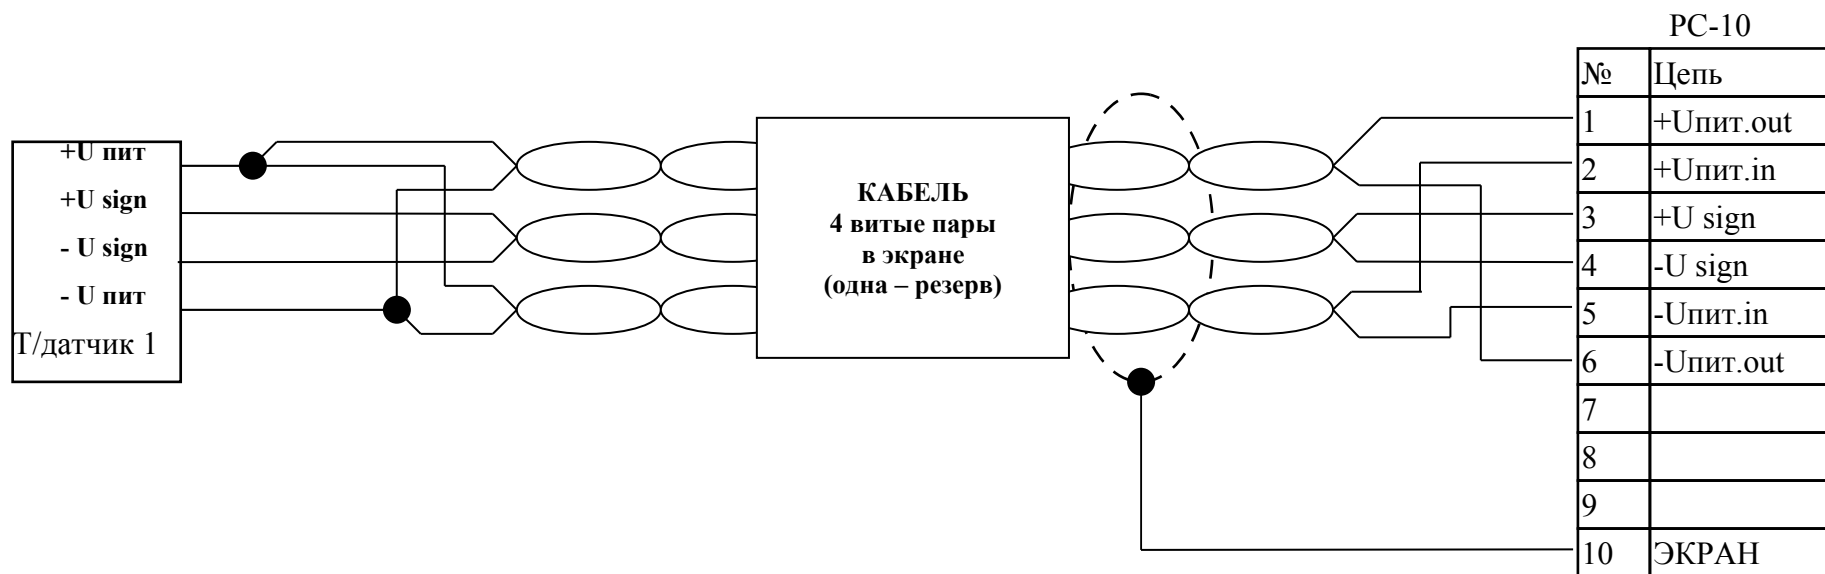 РС-10
№ Цепь
1 +Uпит.out
2 +Uпит.in
3 +U sign
4 -U sign
5 -Uпит.in
6 -Uпит.out
7
8
9
10 ЭКРАН
+U пит
+U sign
- U sign
- U пит
Т/датчик 1
КАБЕЛЬ
4 витые пары
в экране
(одна – резерв)